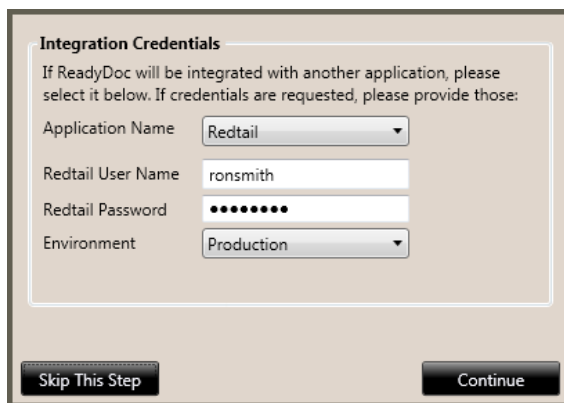 Integration Credentials
If ReadyDoc will be integrated with another application, please
select it below. If credentials are requested, please provide those:
Application Name Redtail
Redtail User Name ronsmith
Redtail Password ●●●●●●●●
Environment Production
Skip This Step Continue